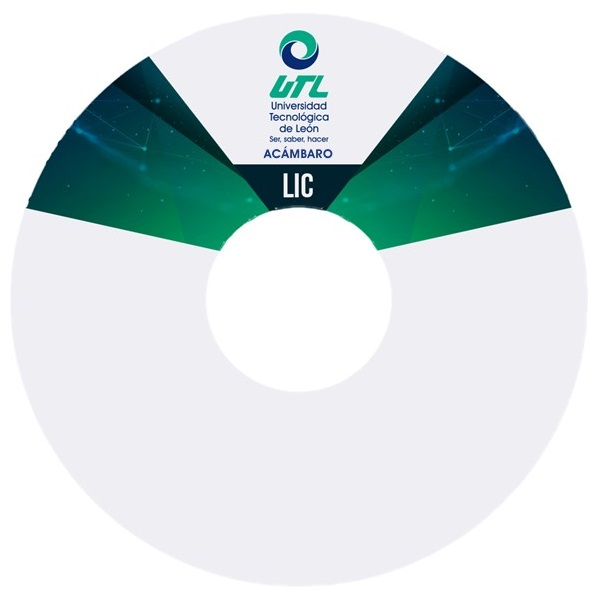 UTL
Universidad
Tecnológica
de León
Ser, saber, hacer
ACÁMBARO
LIC